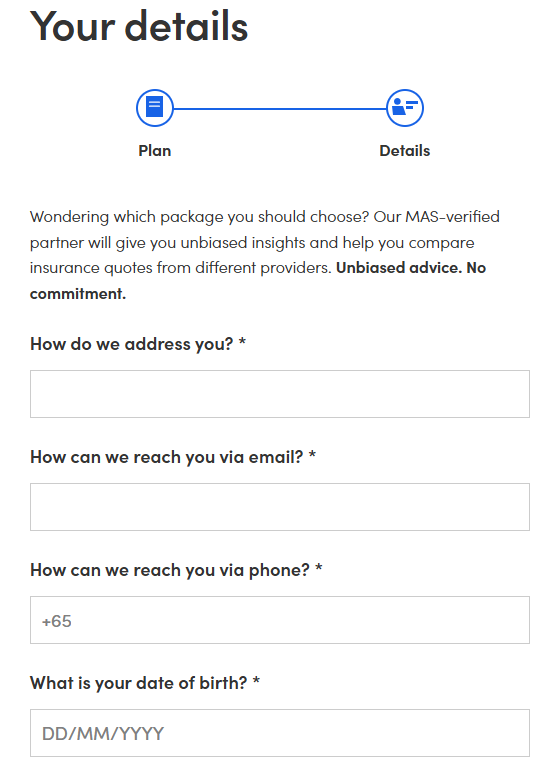 Your details
Plan
Details
Wondering which package you should choose? Our MAS-verified
partner will give you unbiased insights and help you compare
insurance quotes from different providers. Unbiased advice. No
commitment.
How do we address you? *
How can we reach you via email? *
How can we reach you via phone? *
+65
What is your date of birth? *
DD/MM/YYYY